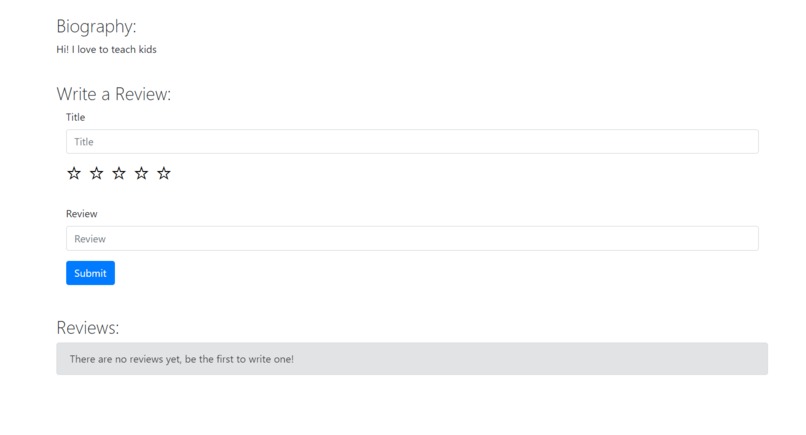 Biography:
Hi! I love to teach kids
Write a Review:
Title
Title
Review
Review
Submit
Reviews:
There are no reviews yet, be the first to write one!